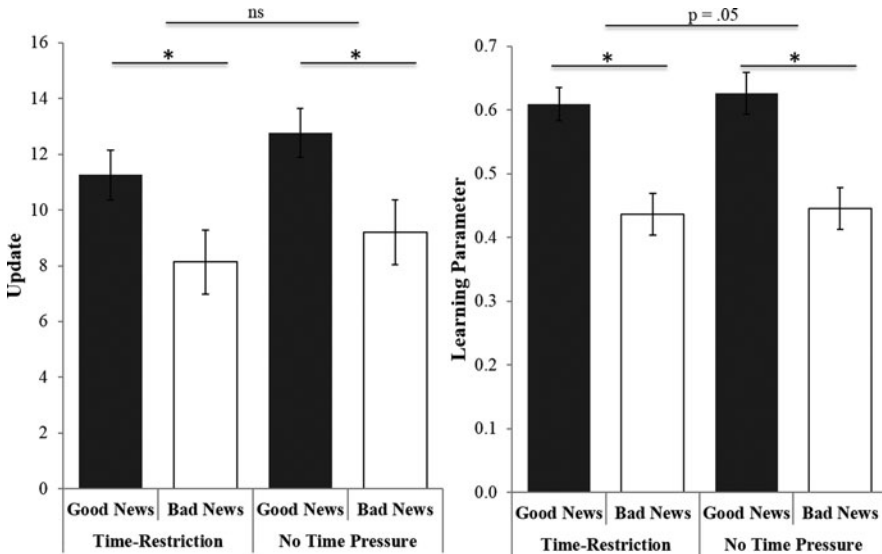 ns
*
*
Update
16
14
12
10
8
6
4
2
0
Good News
Bad News
Good News
Bad News
Time-Restriction
No Time Pressure
p = .05
*
*
Learning Parameter
0.7
0.6
0.5
0.4
0.3
0.2
0.1
0.0
Good News
Bad News
Good News
Bad News
Time-Restriction
No Time Pressure